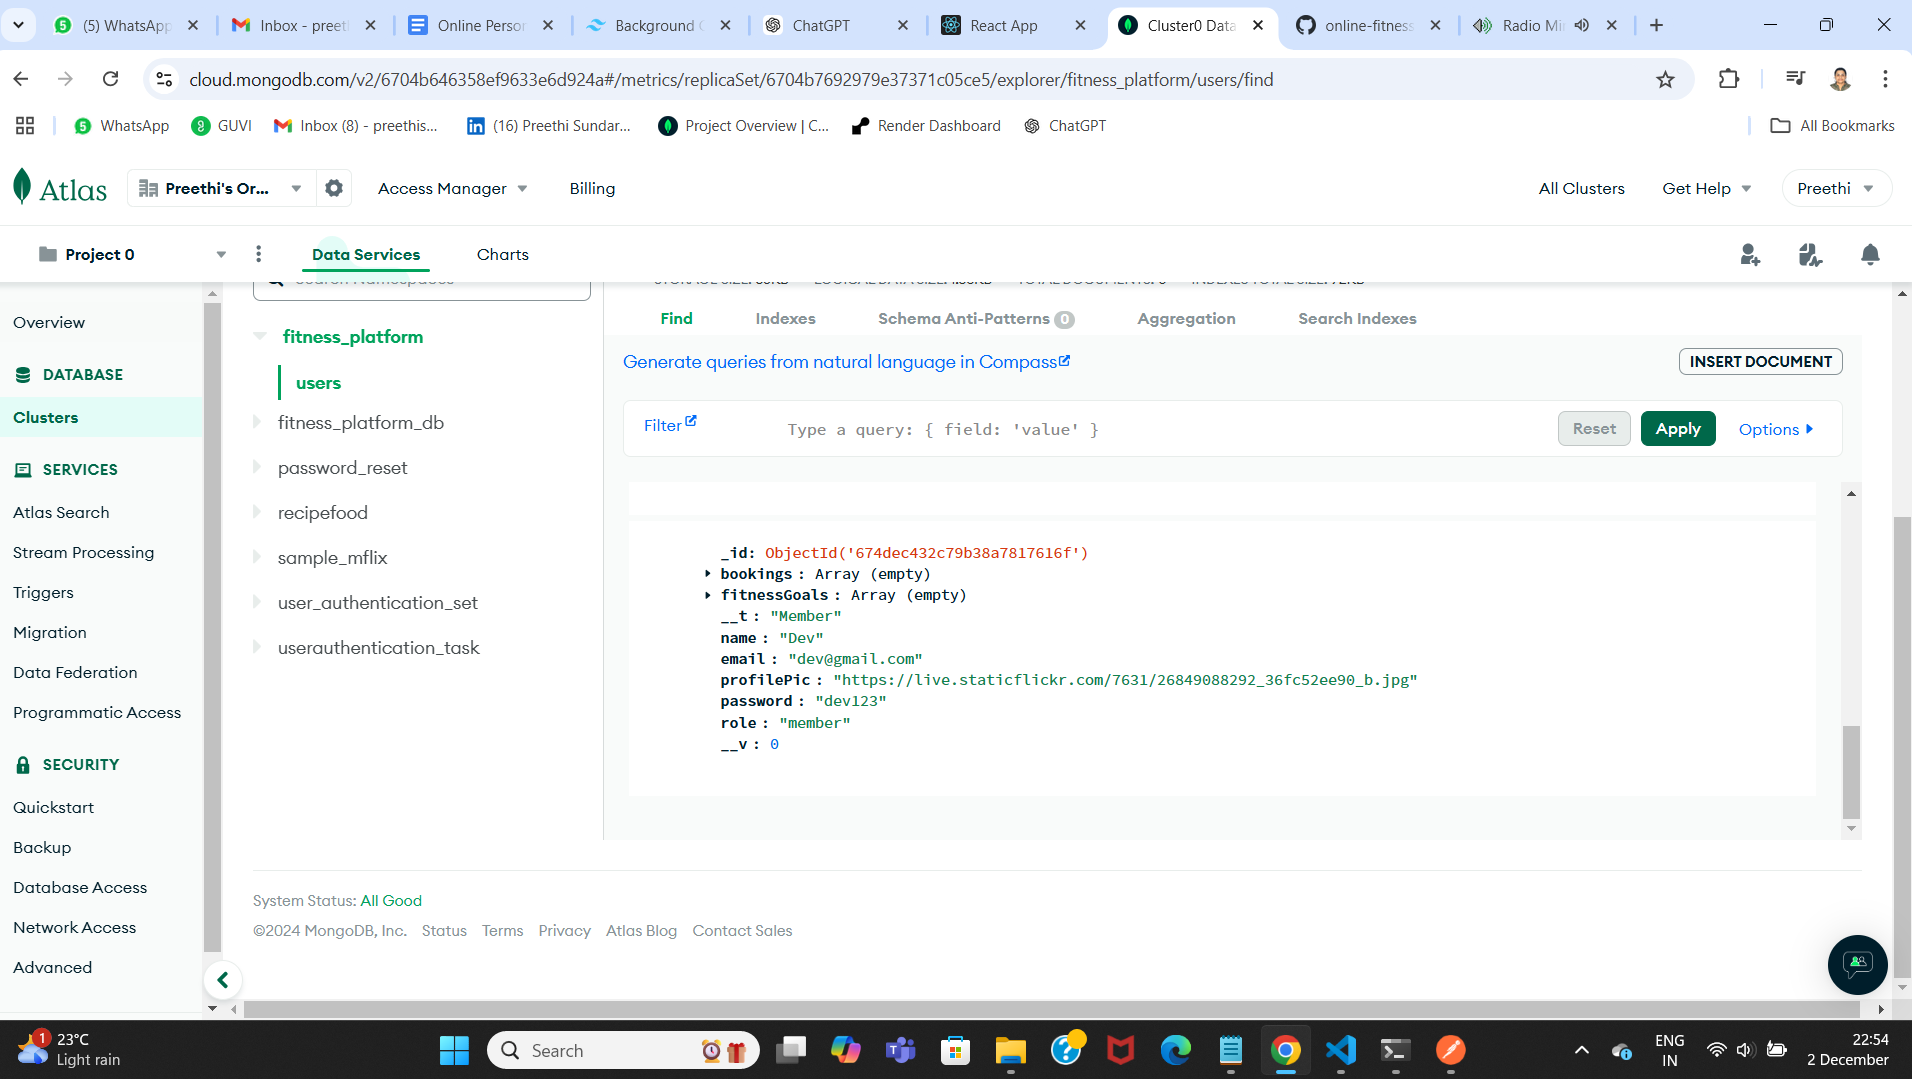 (5) WhatsApp
Inbox - preeth
Online Person
Background
ChatGPT
React App
Cluster0 Data
online-fitness
Radio Mi
cloud.mongodb.com/v2/6704b646358ef9633e6d924a#/metrics/replicaSet/6704b7692979e37371c05ce5/explorer/fitness_platform/users/find
WhatsApp
GUVI
Inbox (8) - preethis...
(16) Preethi Sundar...
Project Overview | C...
Render Dashboard
ChatGPT
All Bookmarks
Atlas
Preethi's Or...
Access Manager
Billing
All Clusters
Get Help
Preethi
Project 0
Data Services
Charts
Overview
DATABASE
Clusters
SERVICES
Atlas Search
Stream Processing
Triggers
Migration
Data Federation
Programmatic Access
SECURITY
Quickstart
Backup
Database Access
Network Access
Advanced
fitness_platform
users
fitness_platform_db
password_reset
recipefood
sample_mflix
user_authentication_set
userauthentication_task
Find
Indexes
Schema Anti-Patterns 0
Aggregation
Search Indexes
Generate queries from natural language in Compass
INSERT DOCUMENT
Filter
Type a query: { field: 'value' }
Reset
Apply
Options
_id: ObjectId('674dec432c79b38a7817616f')
bookings : Array (empty)
fitnessGoals : Array (empty)
__t : "Member"
name : "Dev"
email : "dev@gmail.com"
profilePic : "https://live.staticflickr.com/7631/26849088292_36fc52ee90_b.jpg"
password : "dev123"
role : "member"
__v : 0
System Status: All Good
©2024 MongoDB, Inc. Status Terms Privacy Atlas Blog Contact Sales
1
23°C
Light rain
Search
ENG
IN
22:54
2 December